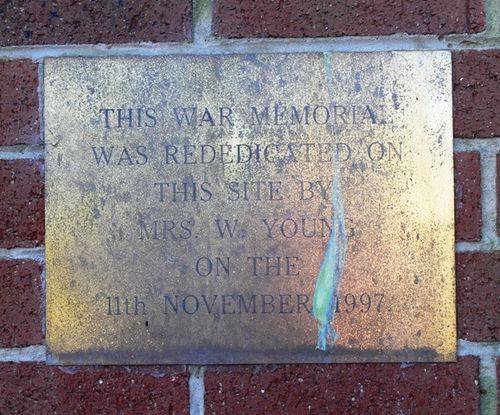 THIS WAR MEMORIAL
WAS REDEDICATED ON
THIS SITE BY
MRS. W. YOUNG
ON THE
11th NOVEMBER 1997.